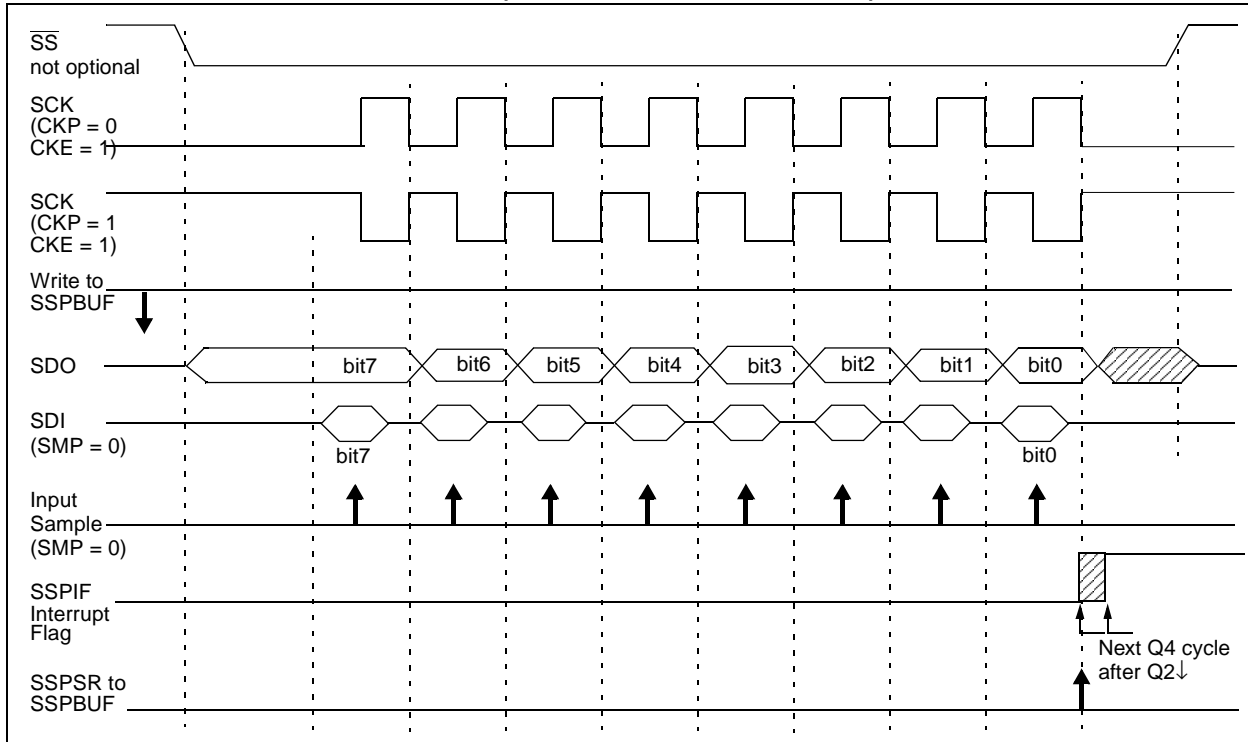 SS
not optional
SCK
(CKP = 0
CKE = 1)
SCK
(CKP = 1
CKE = 1)
Write to
SSPBUF
SDO
bit7 bit6 bit5 bit4 bit3 bit2 bit1 bit0
SDI
(SMP = 0)
bit7 bit0
Input
Sample
(SMP = 0)
SSPIF
Interrupt
Flag
Next Q4 cycle
after Q2↓
SSPSR to
SSPBUF